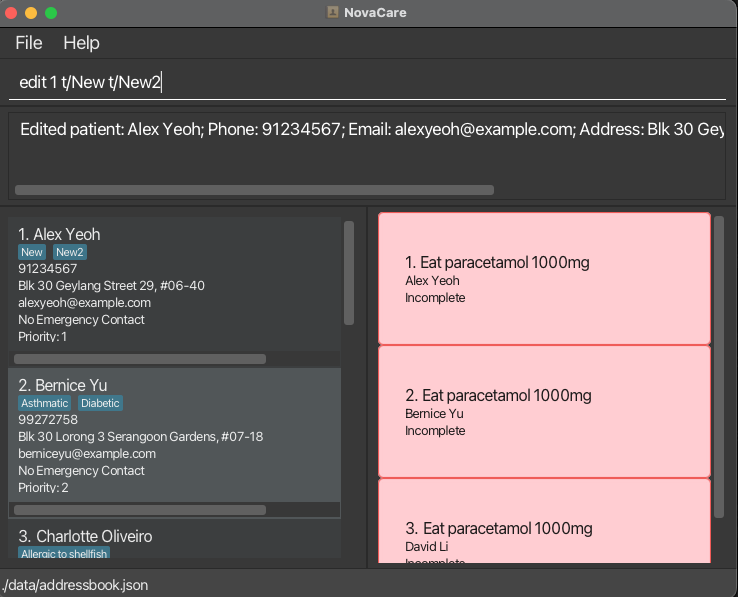 NovaCare
File Help
edit 1 t/New t/New2
Edited patient: Alex Yeoh; Phone: 91234567; Email: alexyeoh@example.com; Address: Blk 30 Gey
1. Alex Yeoh
New New2
91234567
Blk 30 Geylang Street 29, #06-40
alexyeoh@example.com
No Emergency Contact
Priority: 1
2. Bernice Yu
Asthmatic Diabetic
99272758
Blk 30 Lorong 3 Serangoon Gardens, #07-18
berniceyu@example.com
No Emergency Contact
Priority: 2
3. Charlotte Oliveiro
Allergic to shellfish
1. Eat paracetamol 1000mg
Alex Yeoh
Incomplete
2. Eat paracetamol 1000mg
Bernice Yu
Incomplete
3. Eat paracetamol 1000mg
David Li
Incomplete
./data/addressbook.json